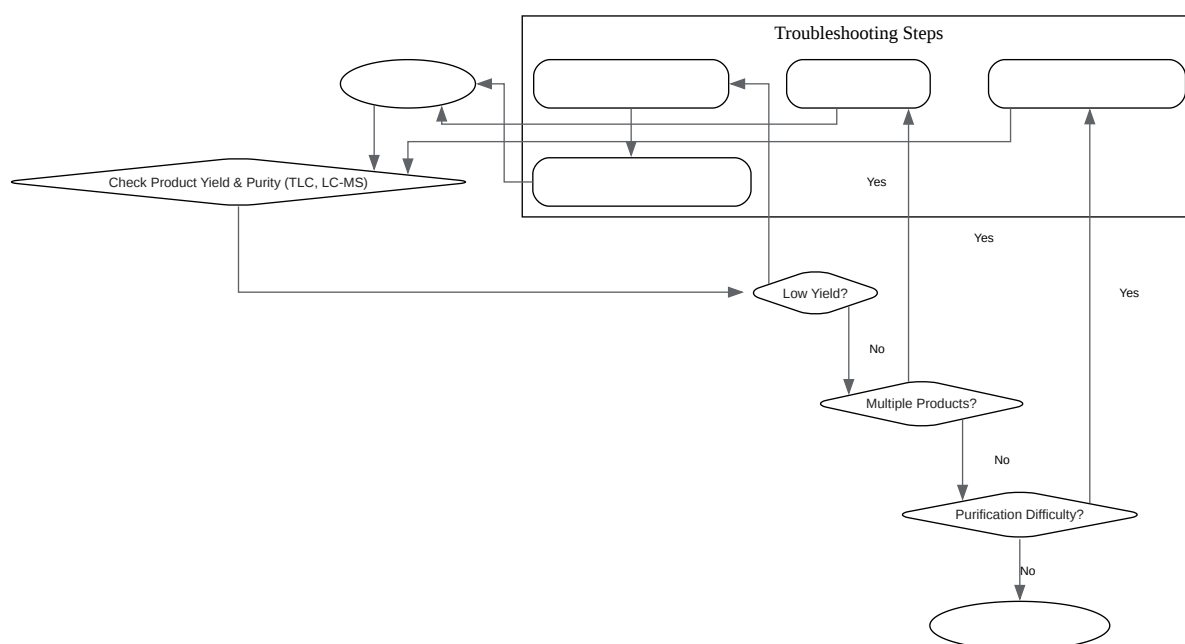 Troubleshooting Steps
Check Product Yield & Purity (TLC, LC-MS)
Yes
Yes
Low Yield?
Yes
No
Multiple Products?
No
Purification Difficulty?
No